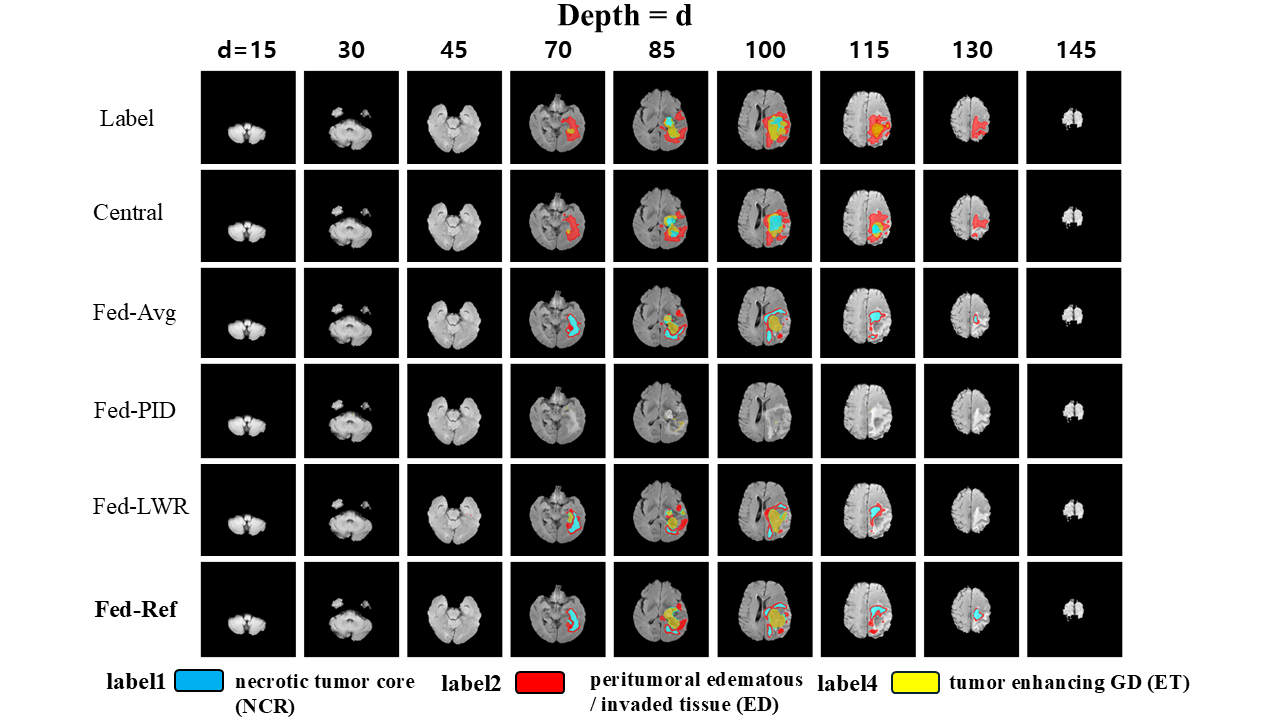 Depth = d
d=15 30 45 70 85 100 115 130 145
Label
Central
Fed-Avg
Fed-PID
Fed-LWR
Fed-Ref
label1 necrotic tumor core
(NCR)
label2 peritumoral edematous
/ invaded tissue (ED)
label4 tumor enhancing GD (ET)